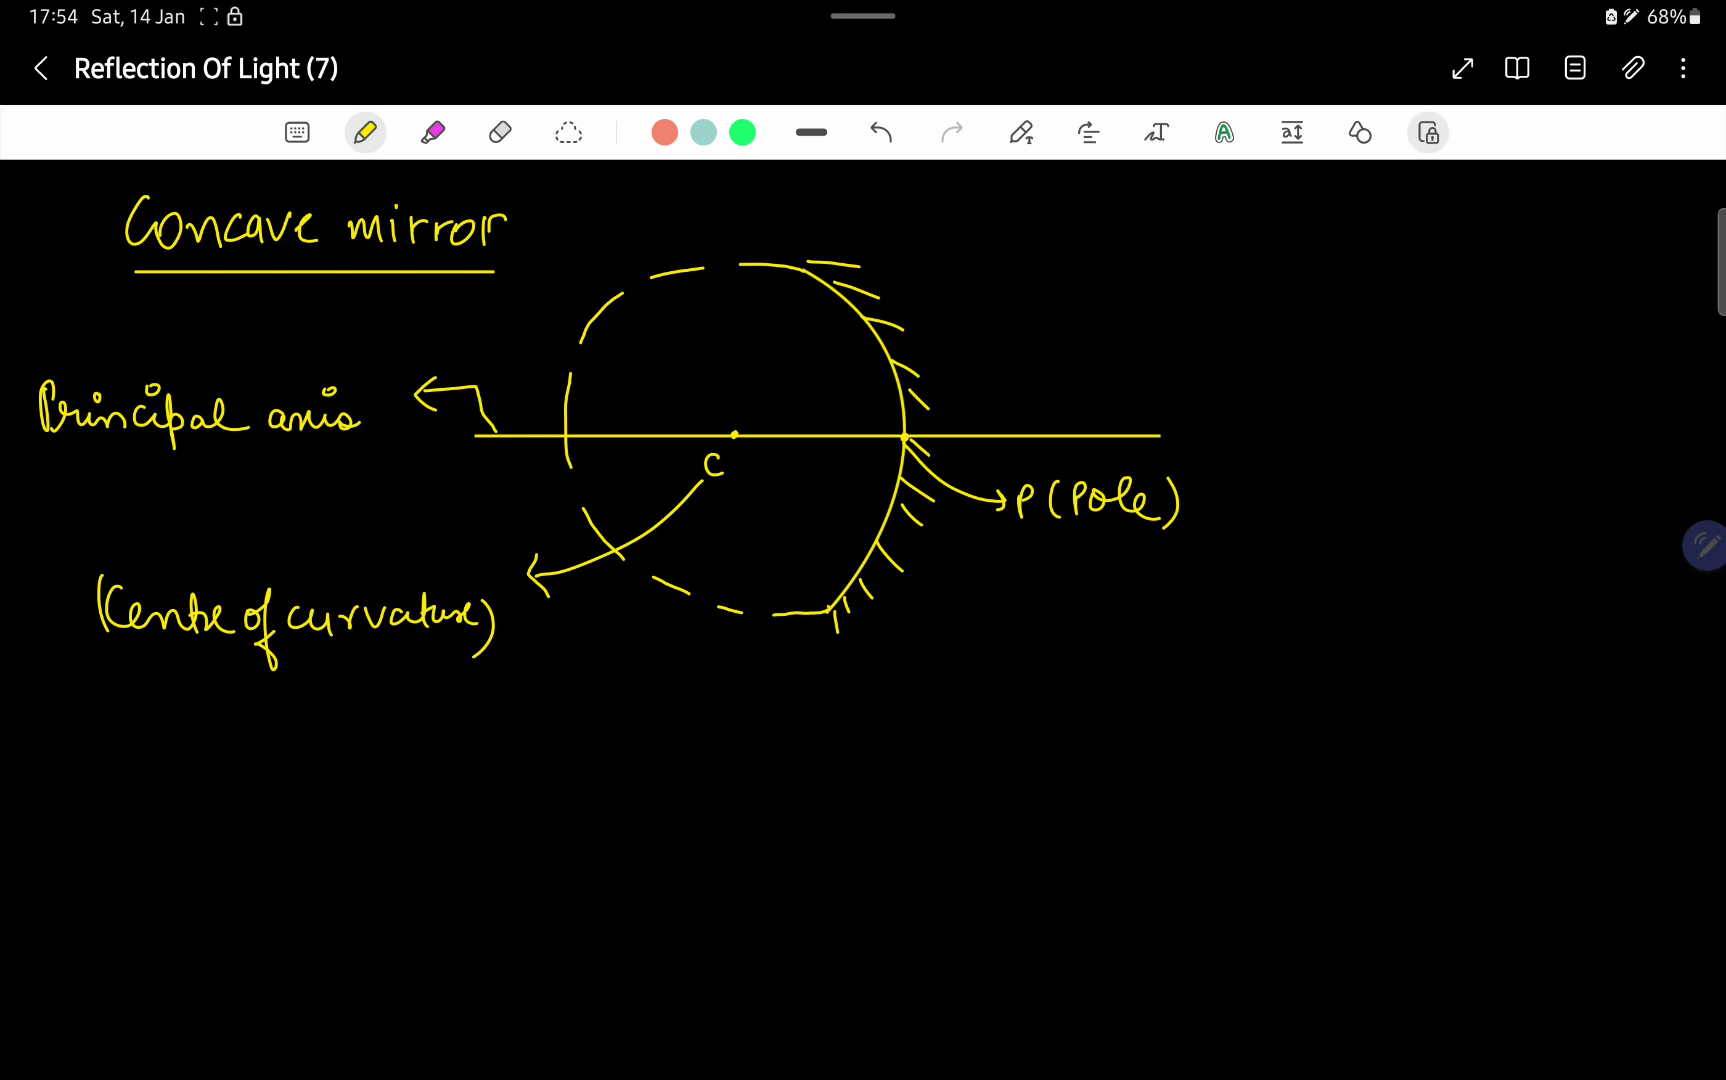 17:54 Sat, 14 Jan
68%
Reflection Of Light (7)
Concave mirror
Principal axis
C
P (Pole)
(Centre of curvature)